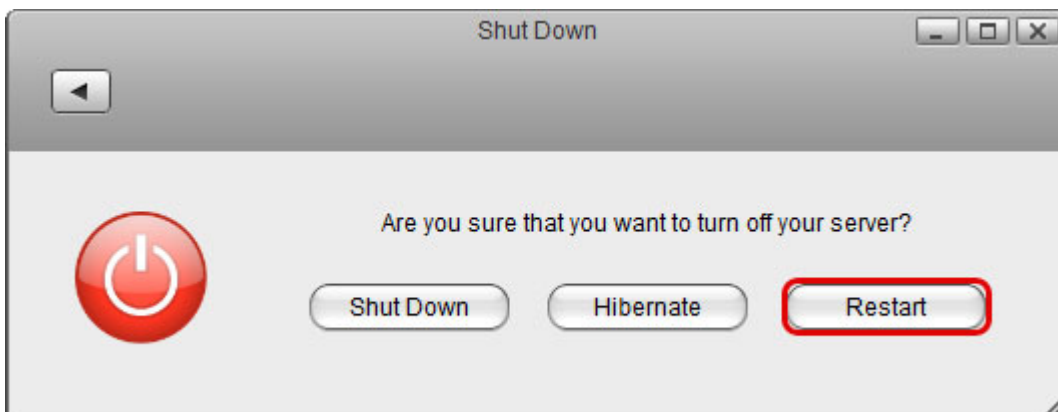 Shut Down
Are you sure that you want to turn off your server?
Shut Down Hibernate Restart